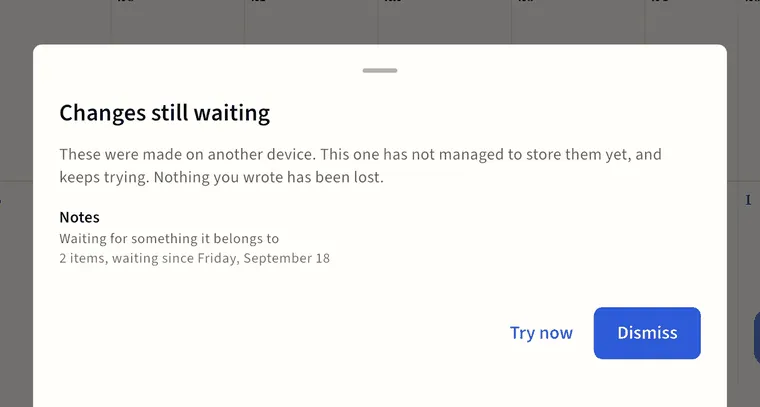 Changes still waiting
These were made on another device. This one has not managed to store them yet, and
keeps trying. Nothing you wrote has been lost.
Notes
Waiting for something it belongs to
2 items, waiting since Friday, September 18
Try now
Dismiss